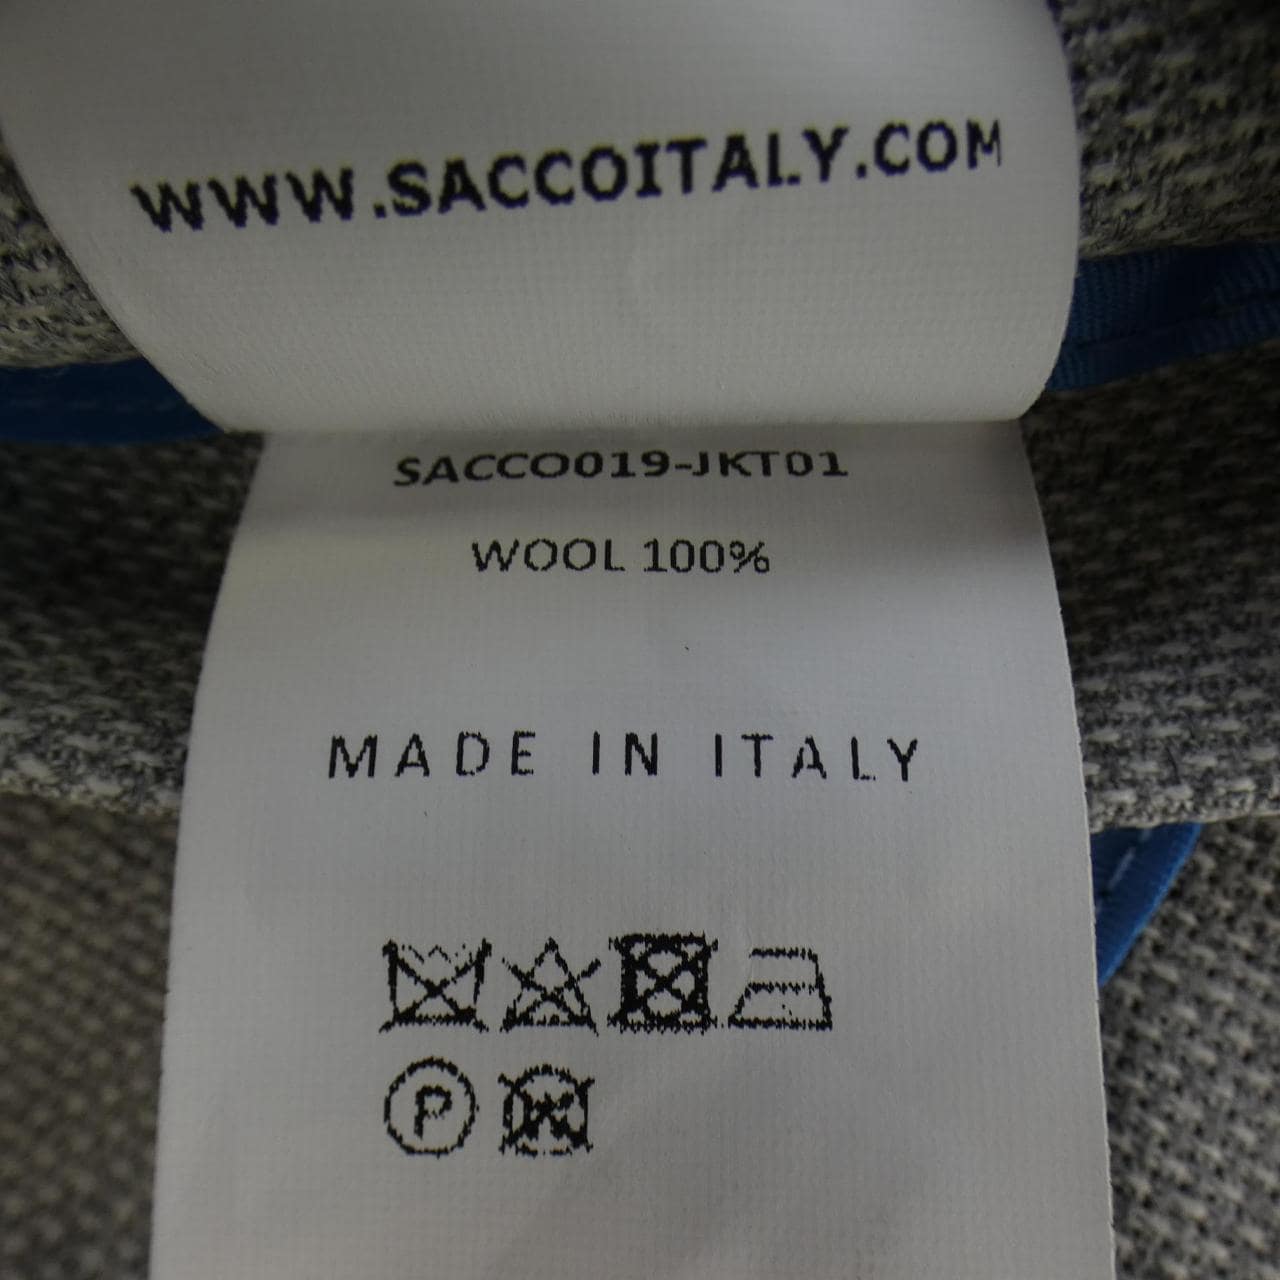 WWW.SACCOITALY.COM
SACCO019-JKT01
WOOL 100%
MADE IN ITALY
P